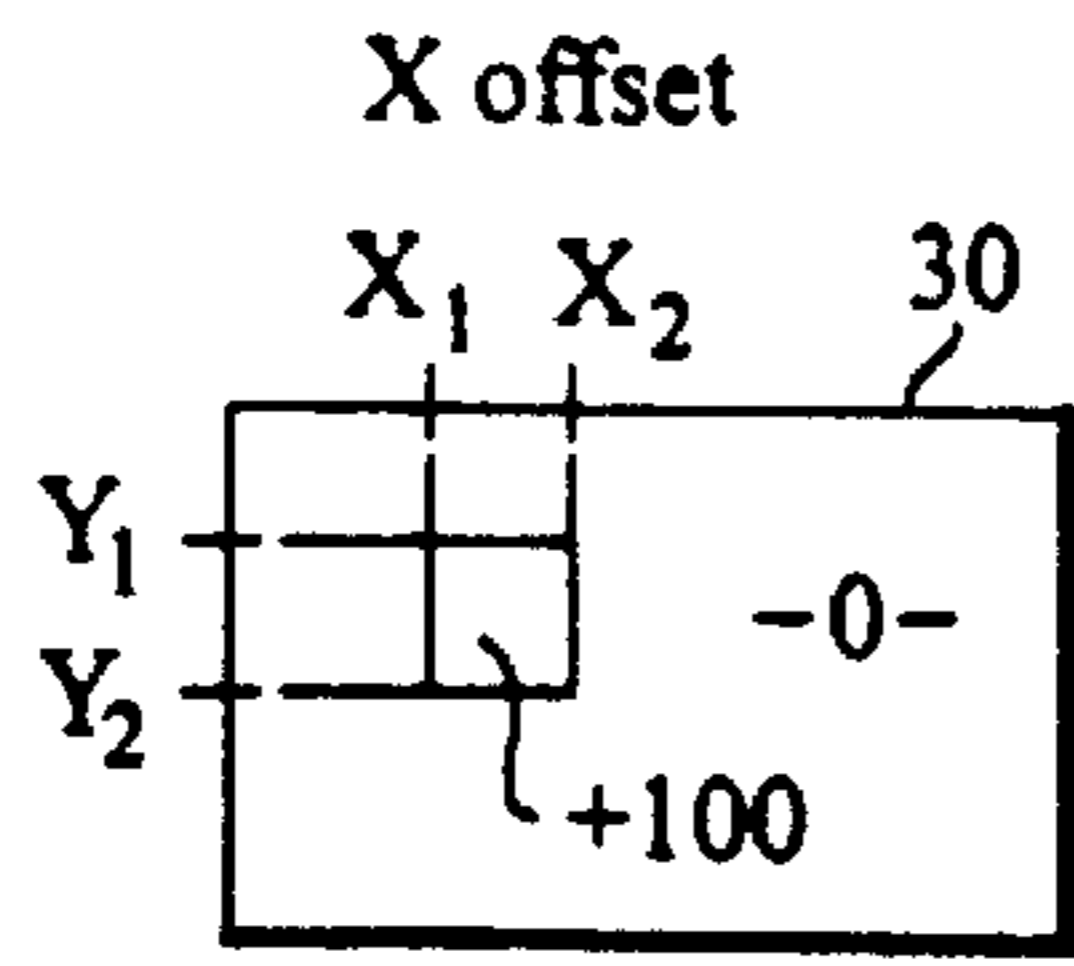 X offset
X₁ X₂ 30
Y₁
-0-
Y₂
+100